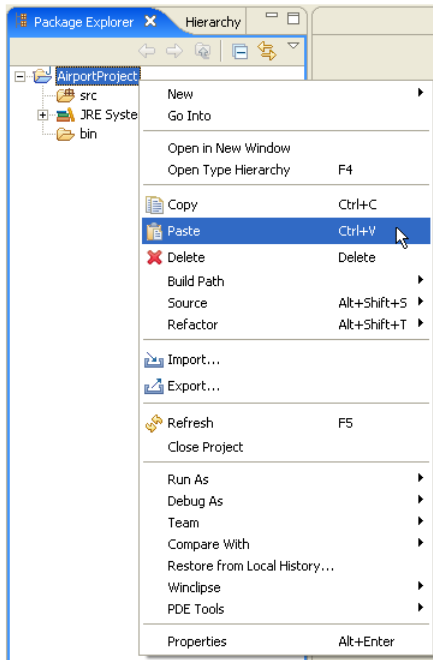 Package Explorer Hierarchy
AirportProject
src
JRE Syste
bin
New
Go Into
Open in New Window
Open Type Hierarchy F4
Copy Ctrl+C
Paste Ctrl+V
Delete Delete
Build Path
Source Alt+Shift+S
Refactor Alt+Shift+T
Import...
Export...
Refresh F5
Close Project
Run As
Debug As
Team
Compare With
Restore from Local History...
Winclipse
PDE Tools
Properties Alt+Enter